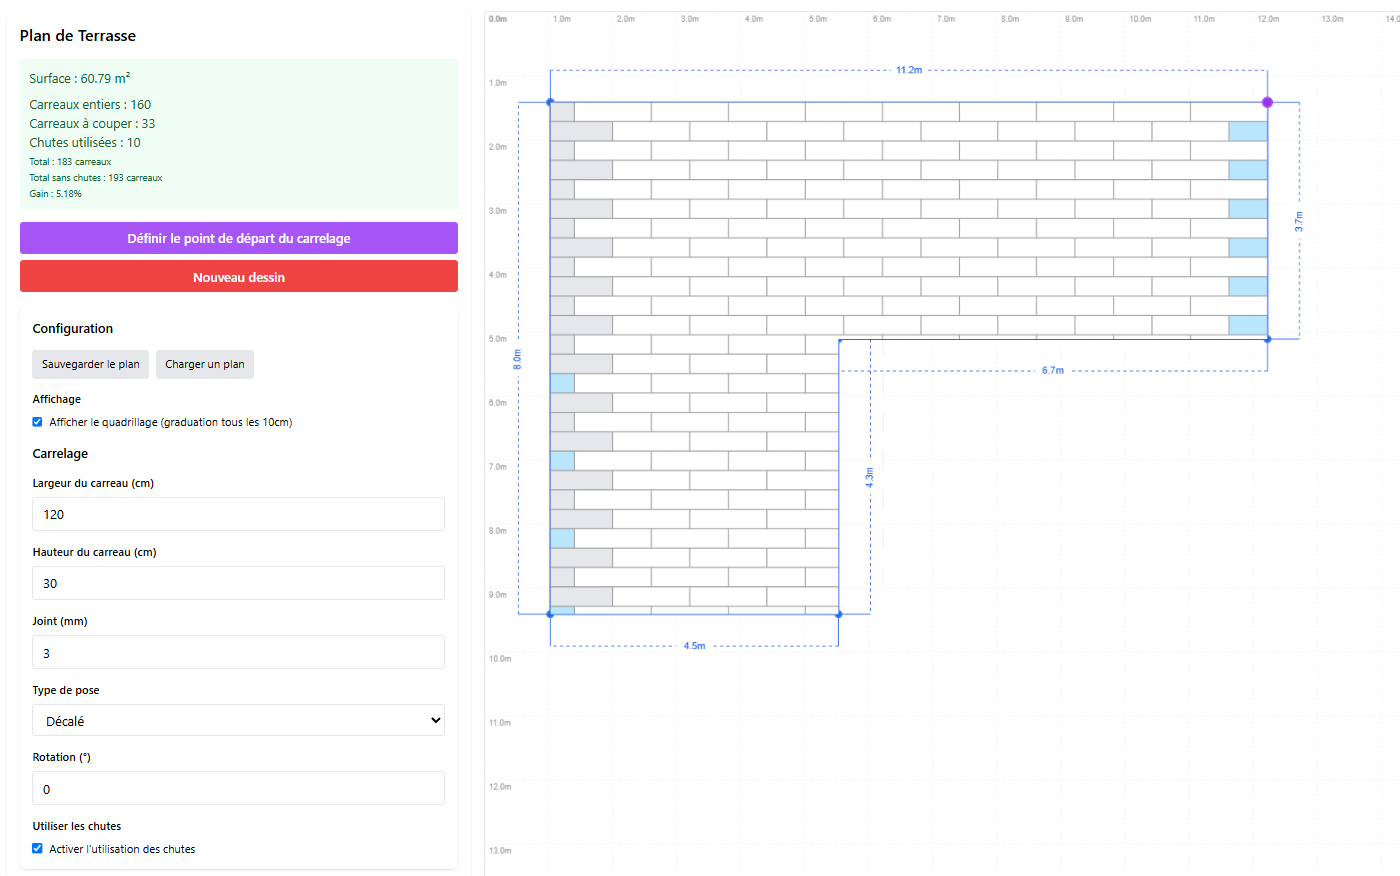 Plan de Terrasse
Surface : 60.79 m²
Carreaux entiers : 160
Carreaux à couper : 33
Chutes utilisées : 10
Total : 183 carreaux
Total sans chutes : 193 carreaux
Gain : 5.18%
Définir le point de départ du carrelage
Nouveau dessin
Configuration
Sauvegarder le plan
Charger un plan
Affichage
Afficher le quadrillage (graduation tous les 10cm)
Carrelage
Largeur du carreau (cm)
120
Hauteur du carreau (cm)
30
Joint (mm)
3
Type de pose
Décalé
Rotation (°)
0
Utiliser les chutes
Activer l'utilisation des chutes
0.0m 1.0m 2.0m 3.0m 4.0m 5.0m 6.0m 7.0m 8.0m 9.0m 10.0m 11.0m 12.0m 13.0m 14.0
11.2m
1.0m
2.0m
3.0m
3.7m
4.0m
5.0m
8.0m
6.7m
6.0m
7.0m
4.3m
8.0m
9.0m
4.5m
10.0m
11.0m
12.0m
13.0m